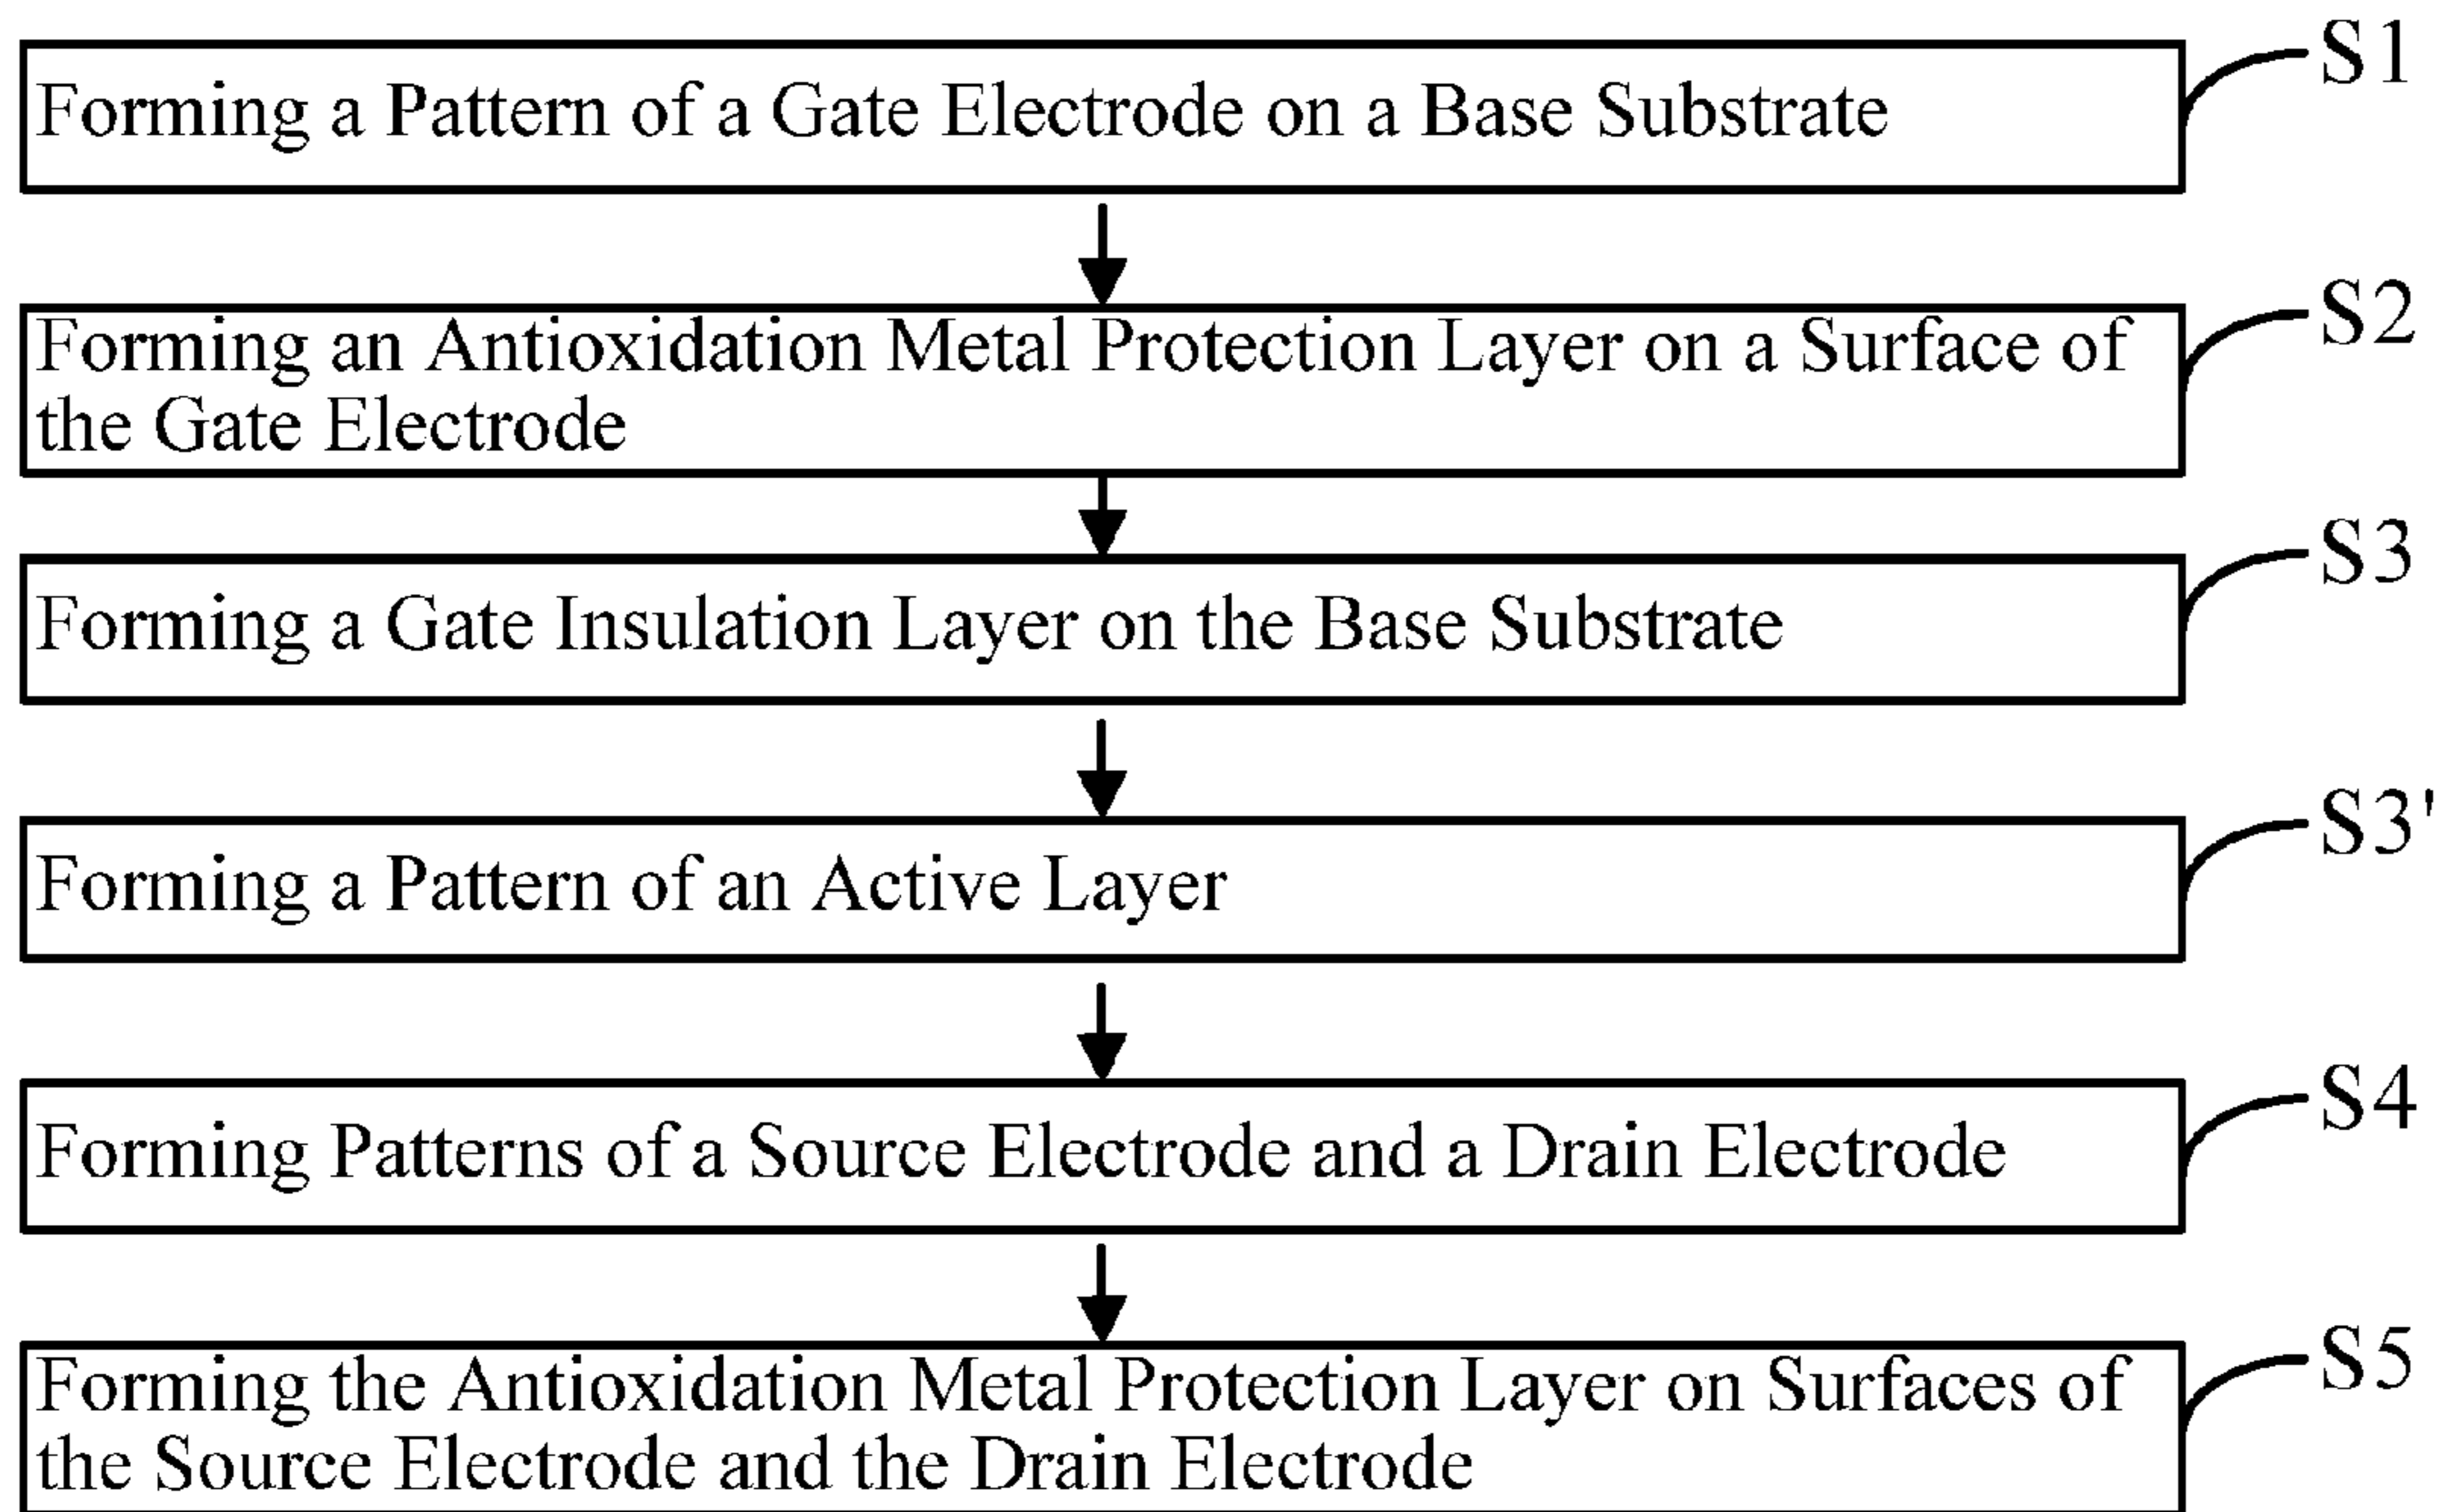 S1
Forming a Pattern of a Gate Electrode on a Base Substrate
S2
Forming an Antioxidation Metal Protection Layer on a Surface of
the Gate Electrode
S3
Forming a Gate Insulation Layer on the Base Substrate
S3'
Forming a Pattern of an Active Layer
S4
Forming Patterns of a Source Electrode and a Drain Electrode
S5
Forming the Antioxidation Metal Protection Layer on Surfaces of
the Source Electrode and the Drain Electrode